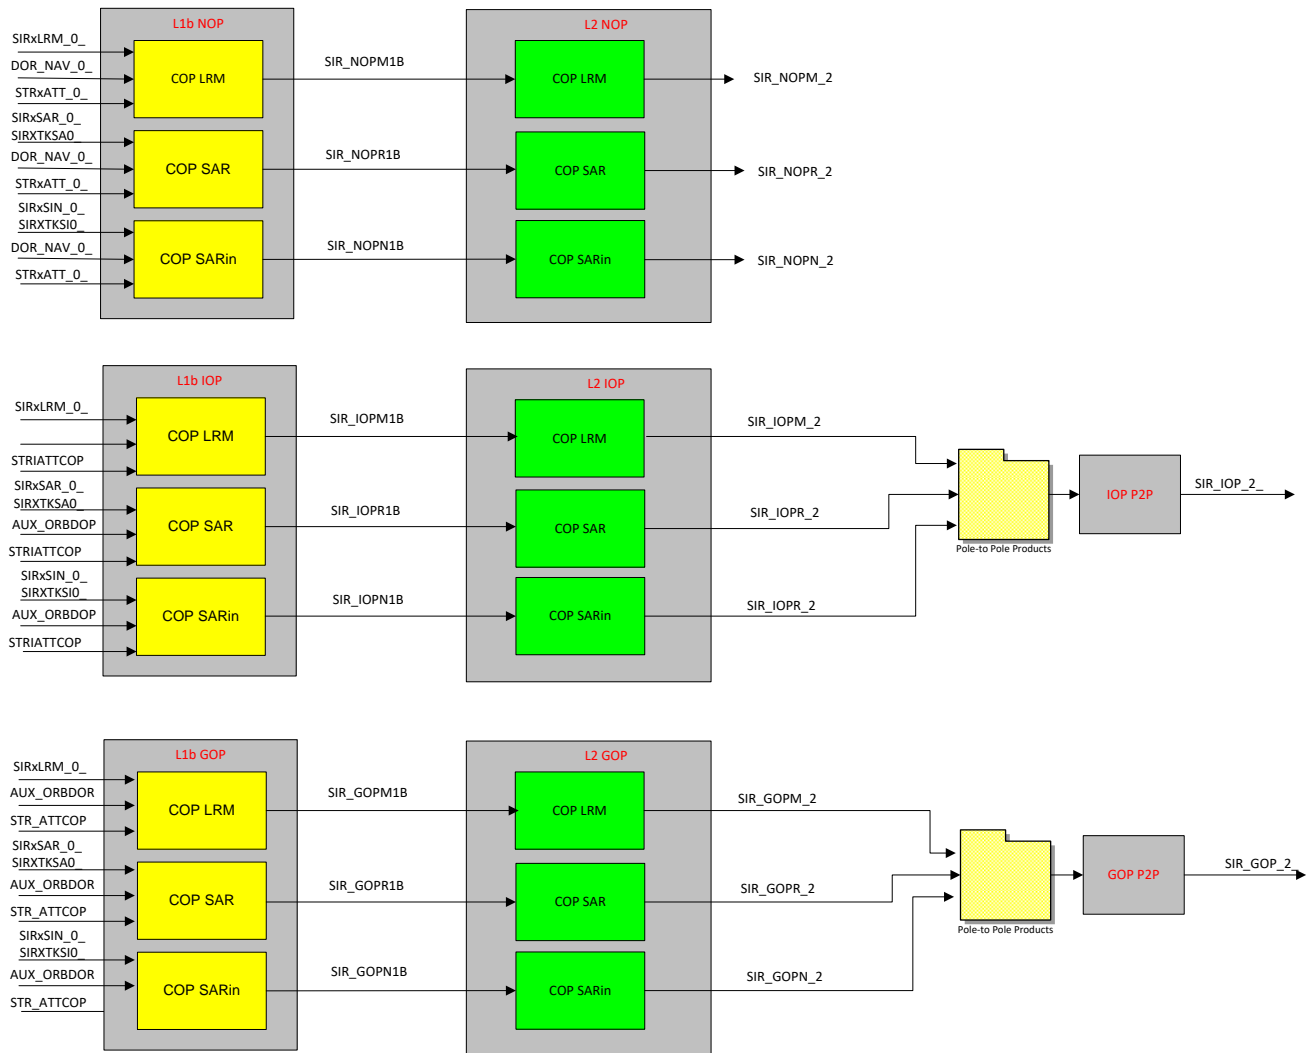 L1b NOP
L2 NOP
SIRxLRM_0_
DOR_NAV_0_
STRxATT_0_
COP LRM
SIR_NOPM1B
COP LRM
SIR_NOPM_2
SIRxSAR_0_
SIRXTKSA0_
DOR_NAV_0_
STRxATT_0_
COP SAR
SIR_NOPR1B
COP SAR
SIR_NOPR_2
SIRxSIN_0_
SIRXTKSI0_
DOR_NAV_0_
STRxATT_0_
COP SARin
SIR_NOPN1B
COP SARin
SIR_NOPN_2
L1b IOP
L2 IOP
SIRxLRM_0_
STRIATTCOP
COP LRM
SIR_IOPM1B
COP LRM
SIR_IOPM_2
SIRxSAR_0_
SIRXTKSA0_
AUX_ORBDOP
STRIATTCOP
COP SAR
SIR_IOPR1B
COP SAR
SIR_IOPR_2
SIRxSIN_0_
SIRXTKSI0_
AUX_ORBDOP
STRIATTCOP
COP SARin
SIR_IOPN1B
COP SARin
SIR_IOPR_2
Pole-to Pole Products
IOP P2P
SIR_IOP_2_
L1b GOP
L2 GOP
SIRxLRM_0_
AUX_ORBDOR
STR_ATTCOP
COP LRM
SIR_GOPM1B
COP LRM
SIR_GOPM_2
SIRxSAR_0_
SIRXTKSA0_
AUX_ORBDOR
STR_ATTCOP
COP SAR
SIR_GOPR1B
COP SAR
SIR_GOPR_2
SIRxSIN_0_
SIRXTKSI0_
AUX_ORBDOR
STR_ATTCOP
COP SARin
SIR_GOPN1B
COP SARin
SIR_GOPN_2
Pole-to Pole Products
GOP P2P
SIR_GOP_2_